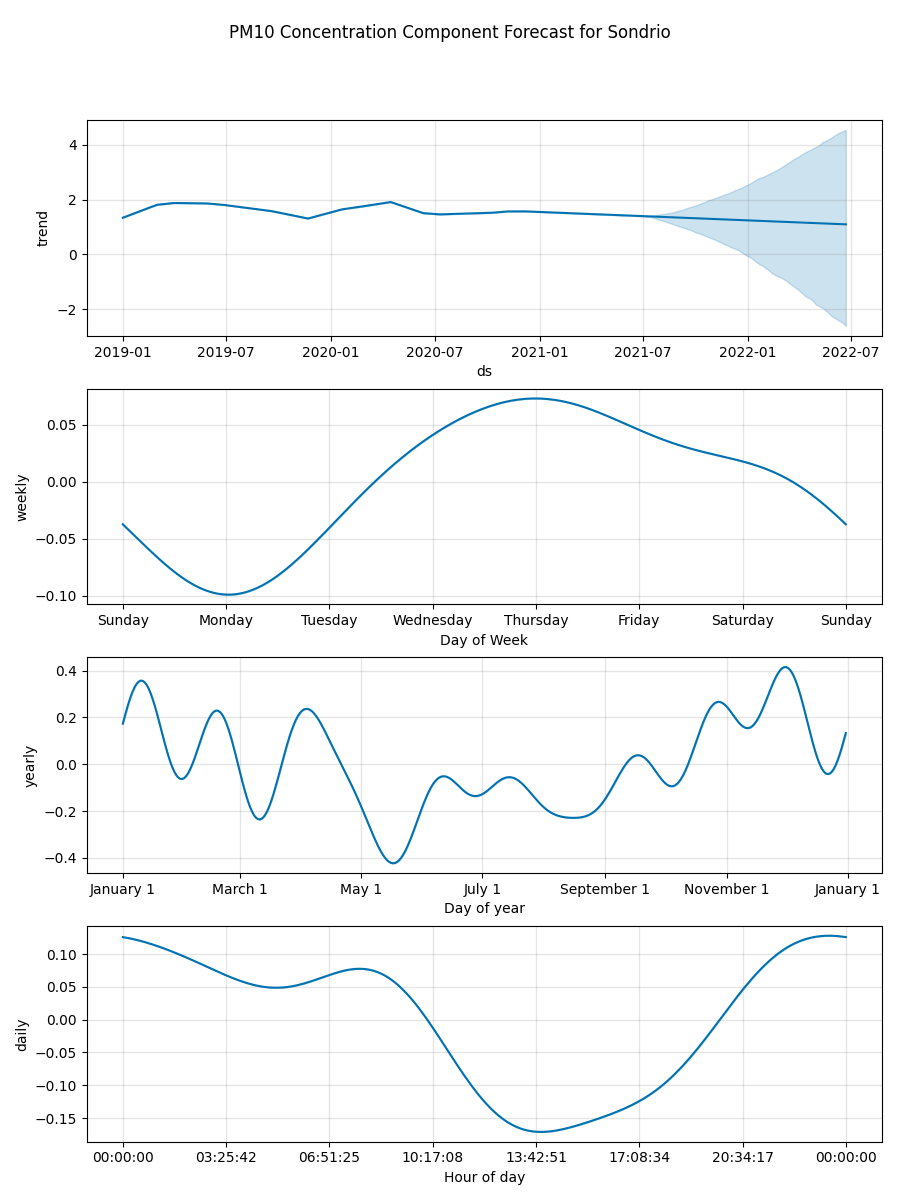 PM10 Concentration Component Forecast for Sondrio
4
2
0
−2
trend
2019-01 2019-07 2020-01 2020-07 2021-01 2021-07 2022-01 2022-07
ds
0.05
0.00
−0.05
−0.10
weekly
Sunday Monday Tuesday Wednesday Thursday Friday Saturday Sunday
Day of Week
0.4
0.2
0.0
−0.2
−0.4
yearly
January 1 March 1 May 1 July 1 September 1 November 1 January 1
Day of year
0.10
0.05
0.00
−0.05
−0.10
−0.15
daily
00:00:00 03:25:42 06:51:25 10:17:08 13:42:51 17:08:34 20:34:17 00:00:00
Hour of day